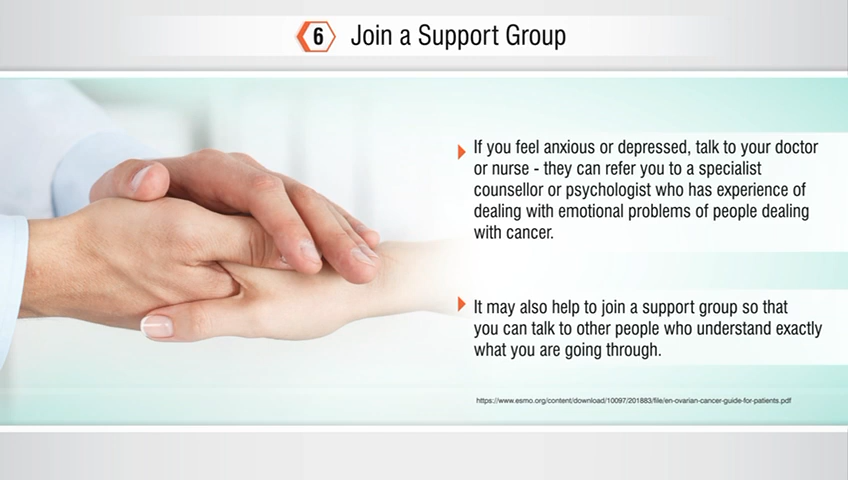 6 Join a Support Group
If you feel anxious or depressed, talk to your doctor
or nurse - they can refer you to a specialist
counsellor or psychologist who has experience of
dealing with emotional problems of people dealing
with cancer.
It may also help to join a support group so that
you can talk to other people who understand exactly
what you are going through.
https://www.esmo.org/content/download/10097/201883/file/en-ovarian-cancer-guide-for-patients.pdf